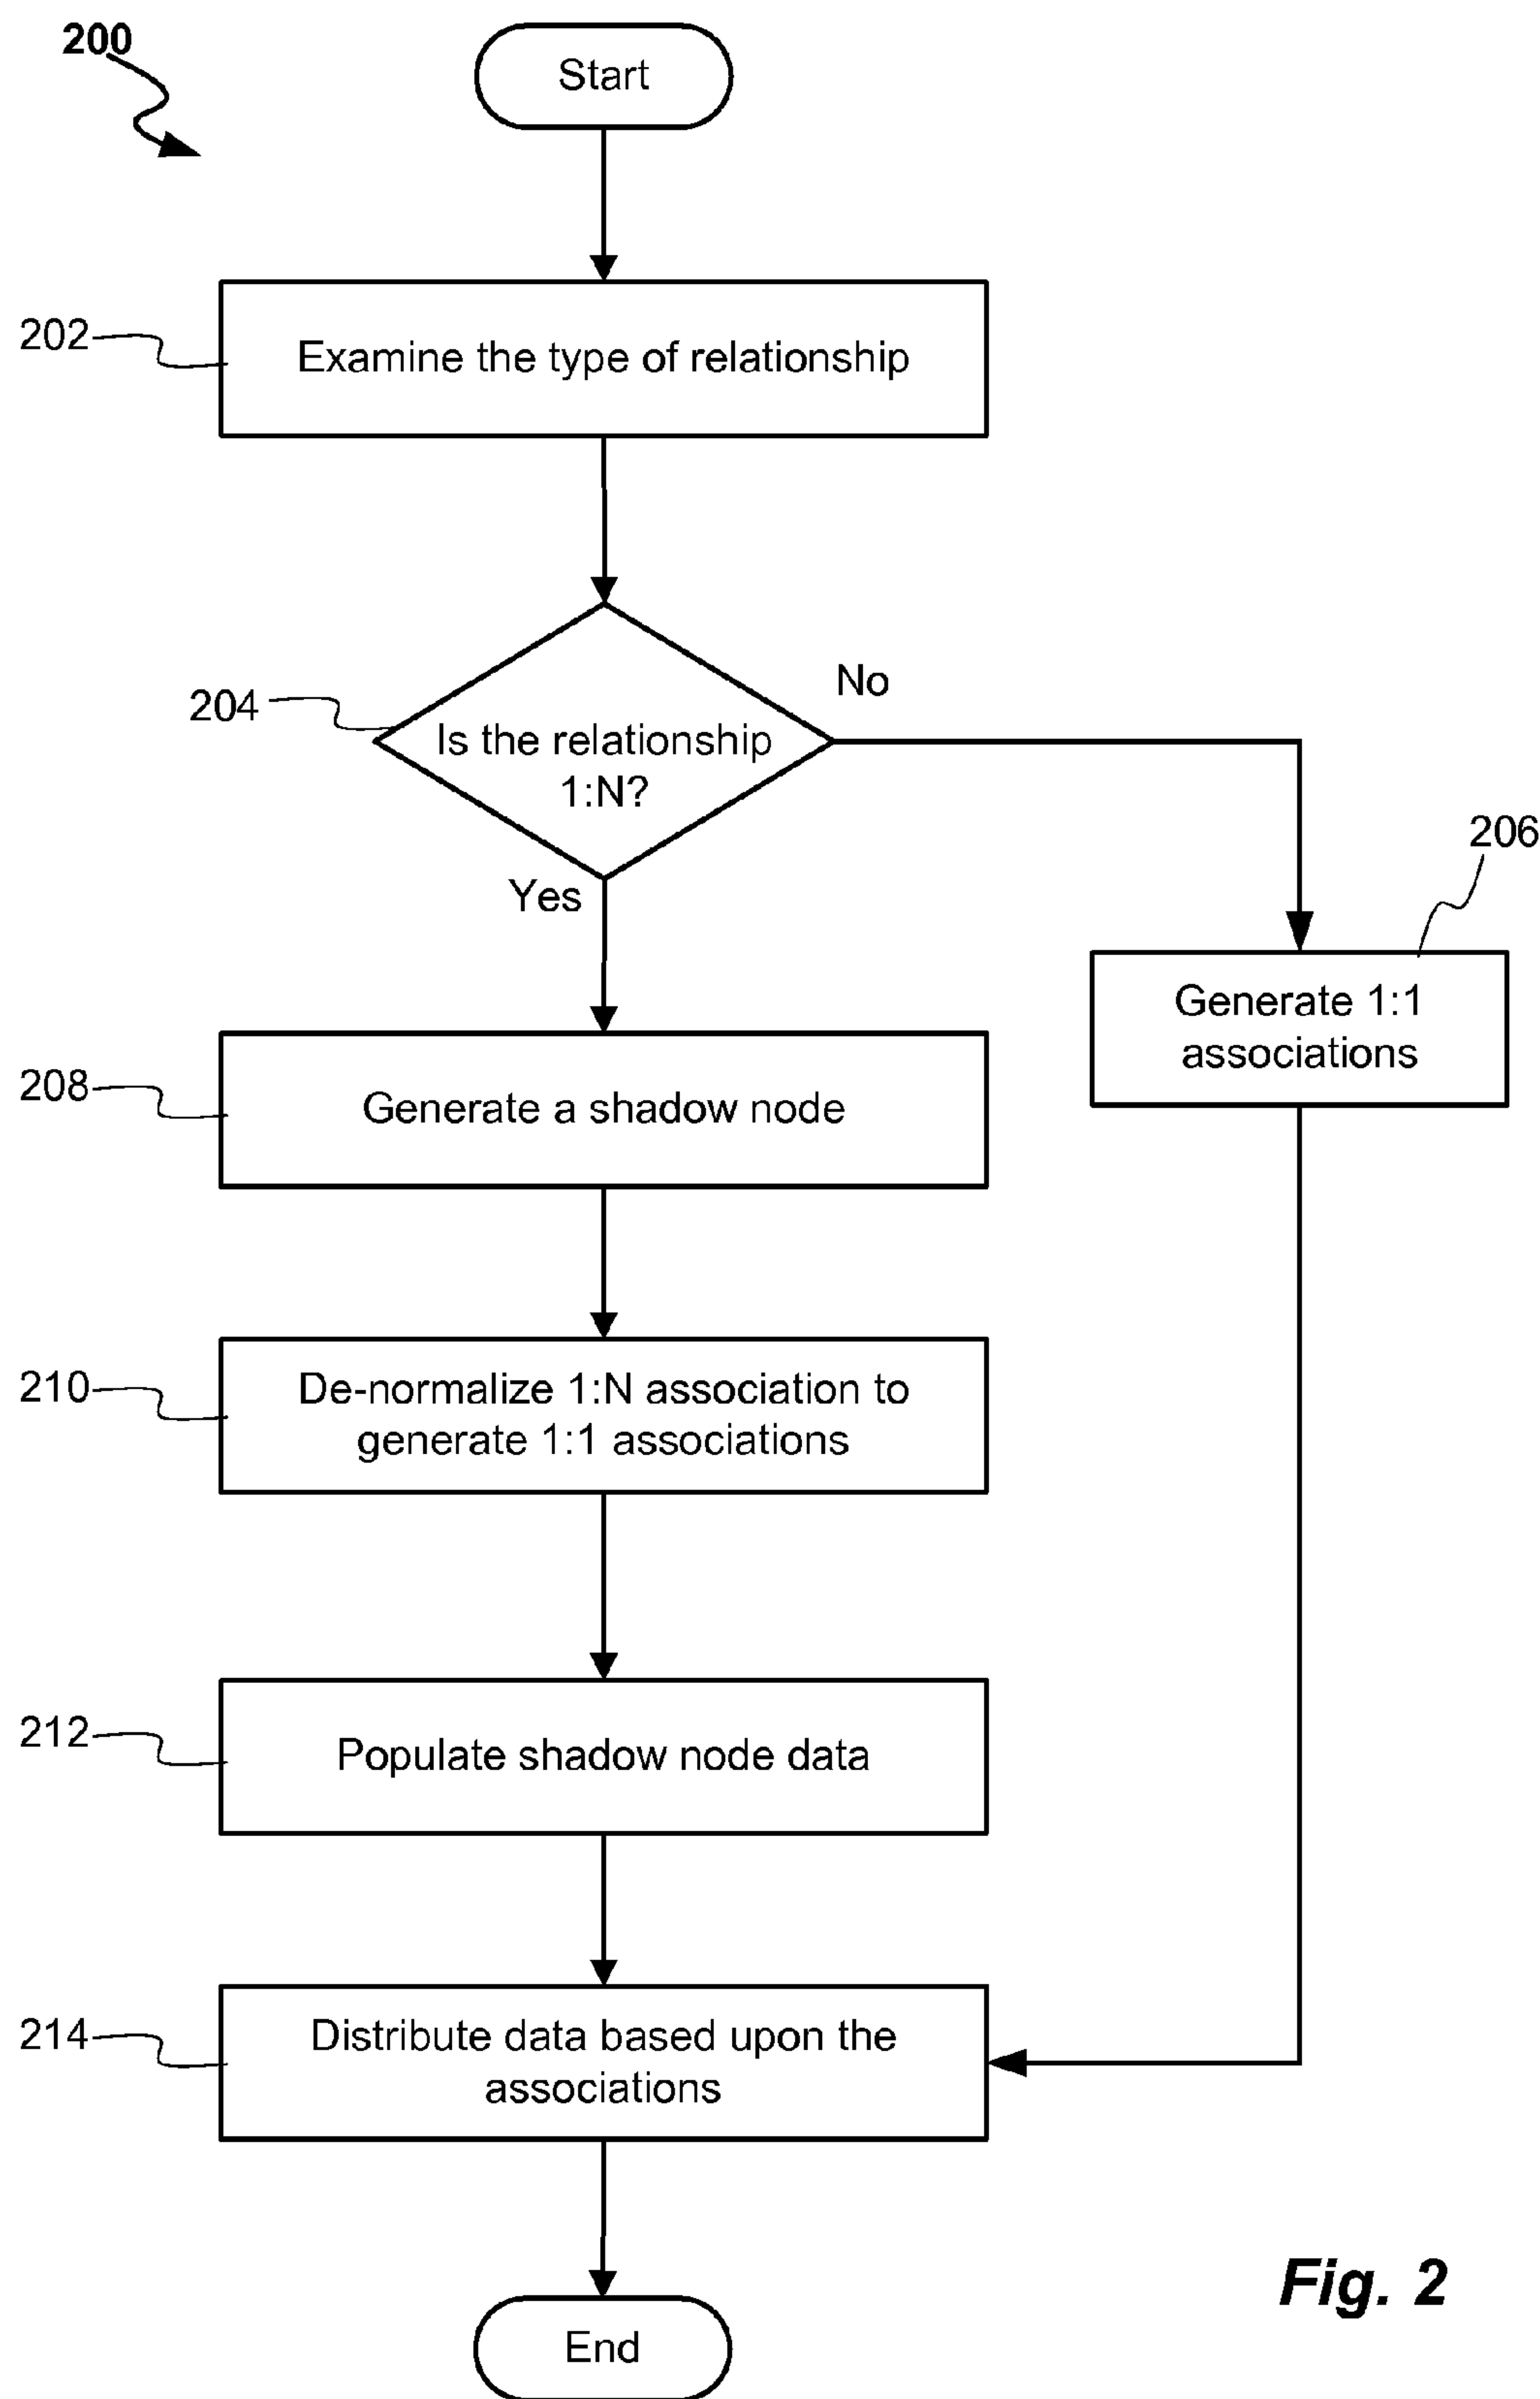 200
Start
202
Examine the type of relationship
204
No
Is the relationship
1:N?
Yes
206
Generate 1:1
associations
208
Generate a shadow node
210
De-normalize 1:N association to
generate 1:1 associations
212
Populate shadow node data
214
Distribute data based upon the
associations
Fig. 2
End